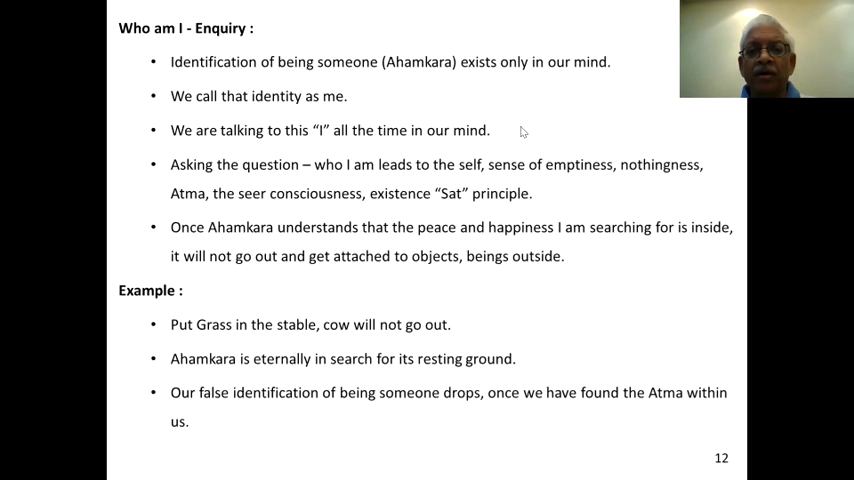 Who am I - Enquiry :
• Identification of being someone (Ahamkara) exists only in our mind.
• We call that identity as me.
• We are talking to this “I” all the time in our mind.
• Asking the question – who I am leads to the self, sense of emptiness, nothingness,
Atma, the seer consciousness, existence “Sat” principle.
• Once Ahamkara understands that the peace and happiness I am searching for is inside,
it will not go out and get attached to objects, beings outside.
Example :
• Put Grass in the stable, cow will not go out.
• Ahamkara is eternally in search for its resting ground.
• Our false identification of being someone drops, once we have found the Atma within
us.
12